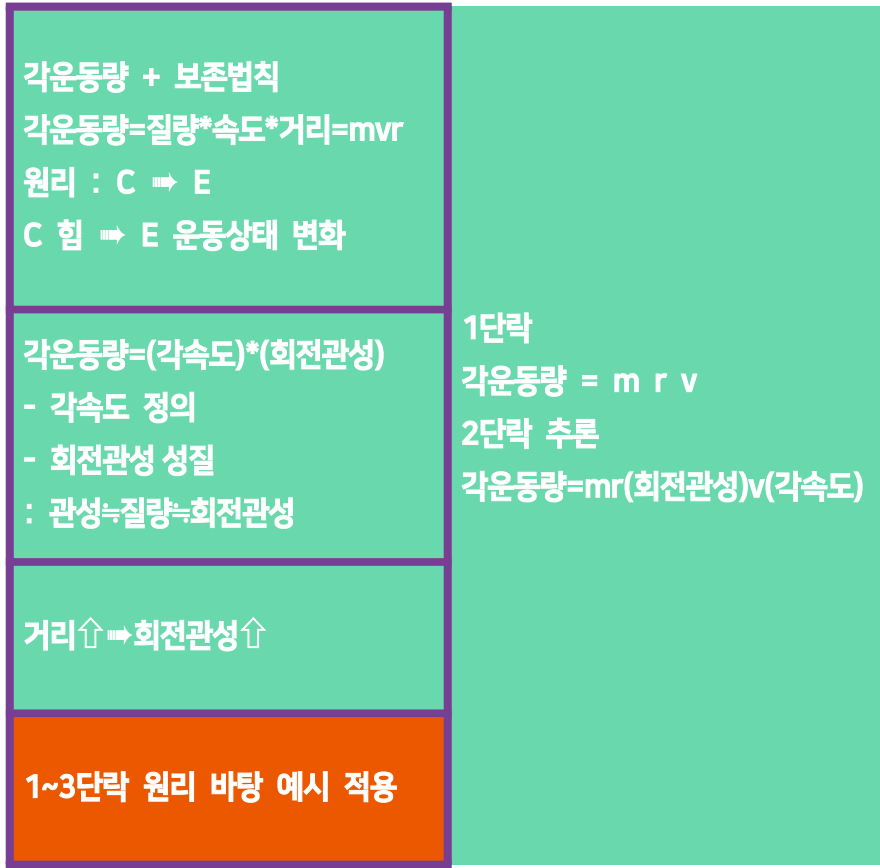 각운동량 + 보존법칙
각운동량=질량*속도*거리=mvr
원리 : C ➠ E
C 힘 ➠ E 운동상태 변화
각운동량=(각속도)*(회전관성)
- 각속도 정의
- 회전관성 성질
: 관성≒질량≒회전관성
거리⇧➠회전관성⇧
1~3단락 원리 바탕 예시 적용
1단락
각운동량 = m r v
2단락 추론
각운동량=mr(회전관성)v(각속도)